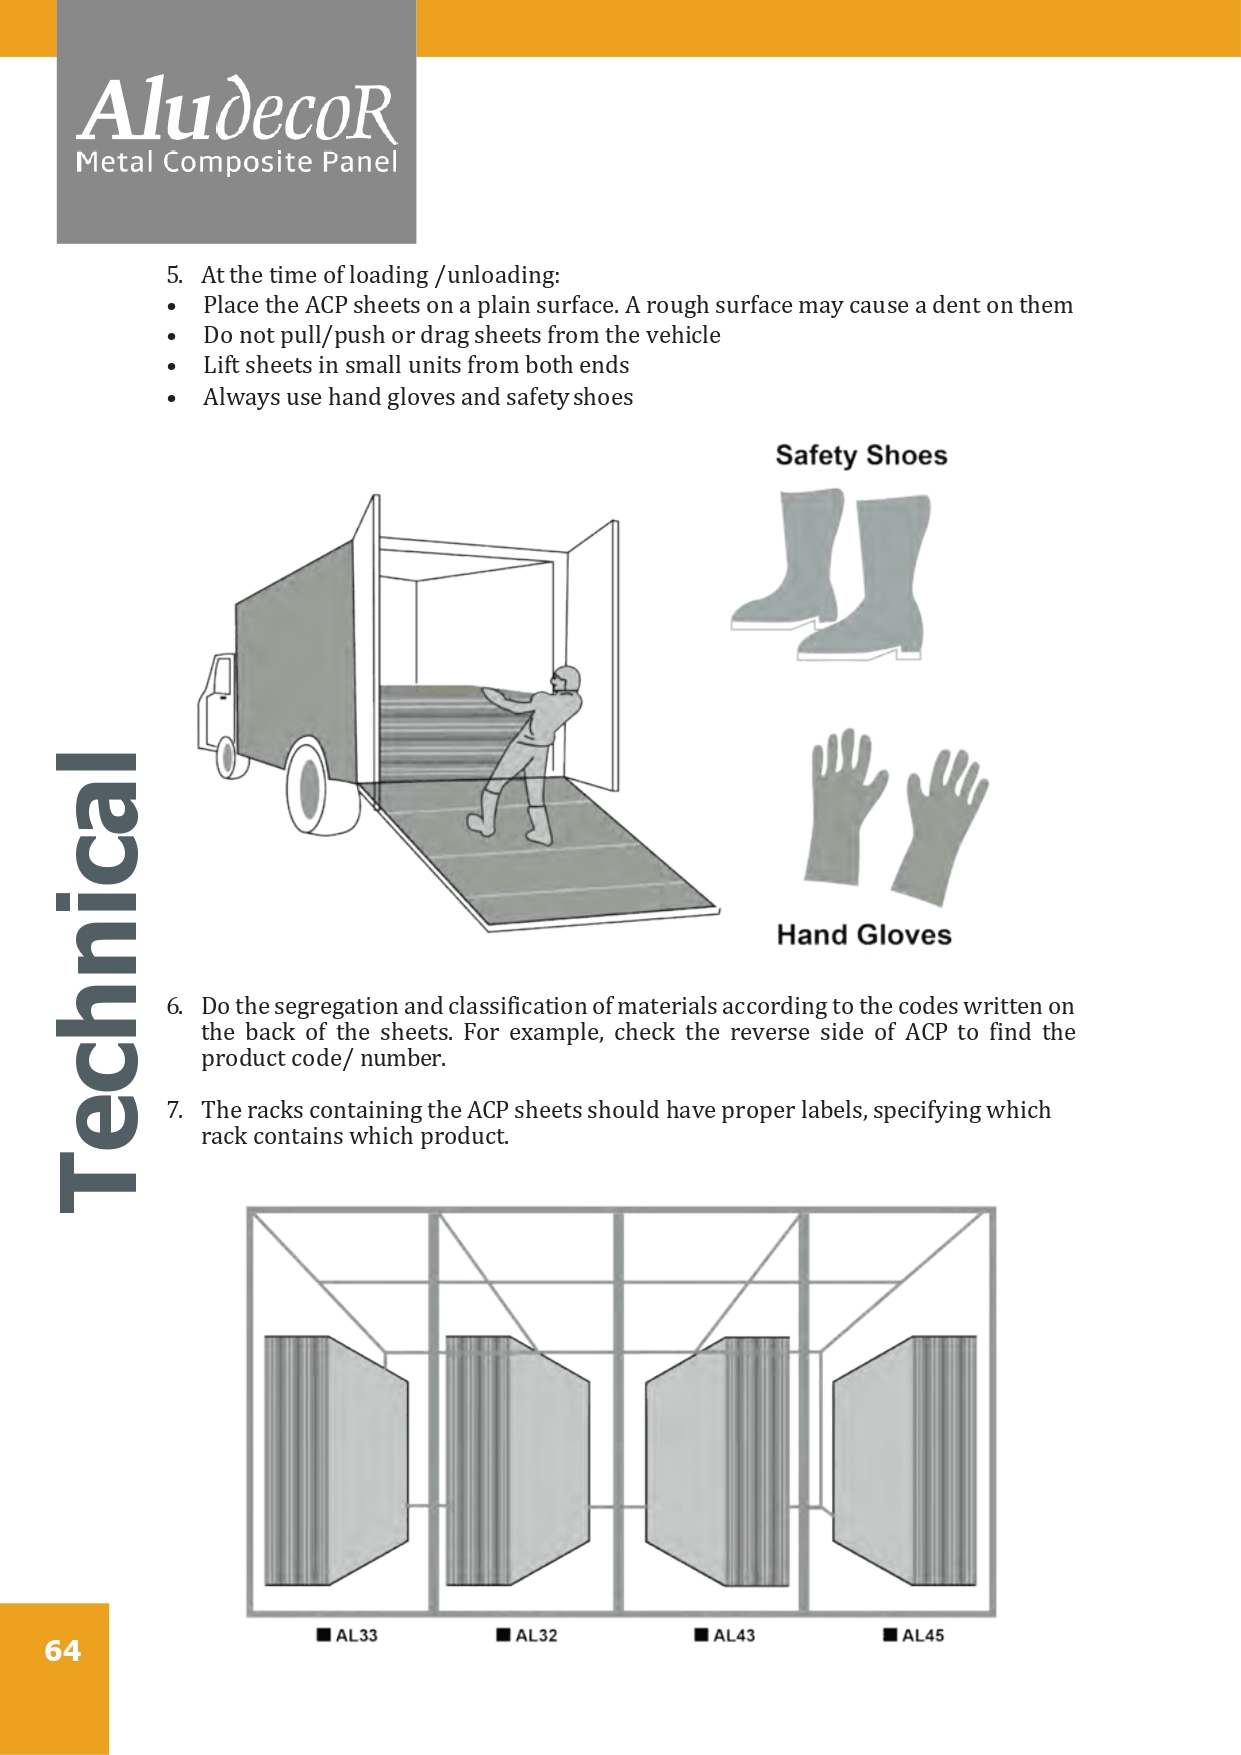 AludecoR
Metal Composite Panel
5. At the time of loading /unloading:
• Place the ACP sheets on a plain surface. A rough surface may cause a dent on them
• Do not pull/push or drag sheets from the vehicle
• Lift sheets in small units from both ends
• Always use hand gloves and safety shoes
Safety Shoes
Hand Gloves
Technical
6. Do the segregation and classification of materials according to the codes written on
the back of the sheets. For example, check the reverse side of ACP to find the
product code/ number.
7. The racks containing the ACP sheets should have proper labels, specifying which
rack contains which product.
AL33
AL32
AL43
AL45
64